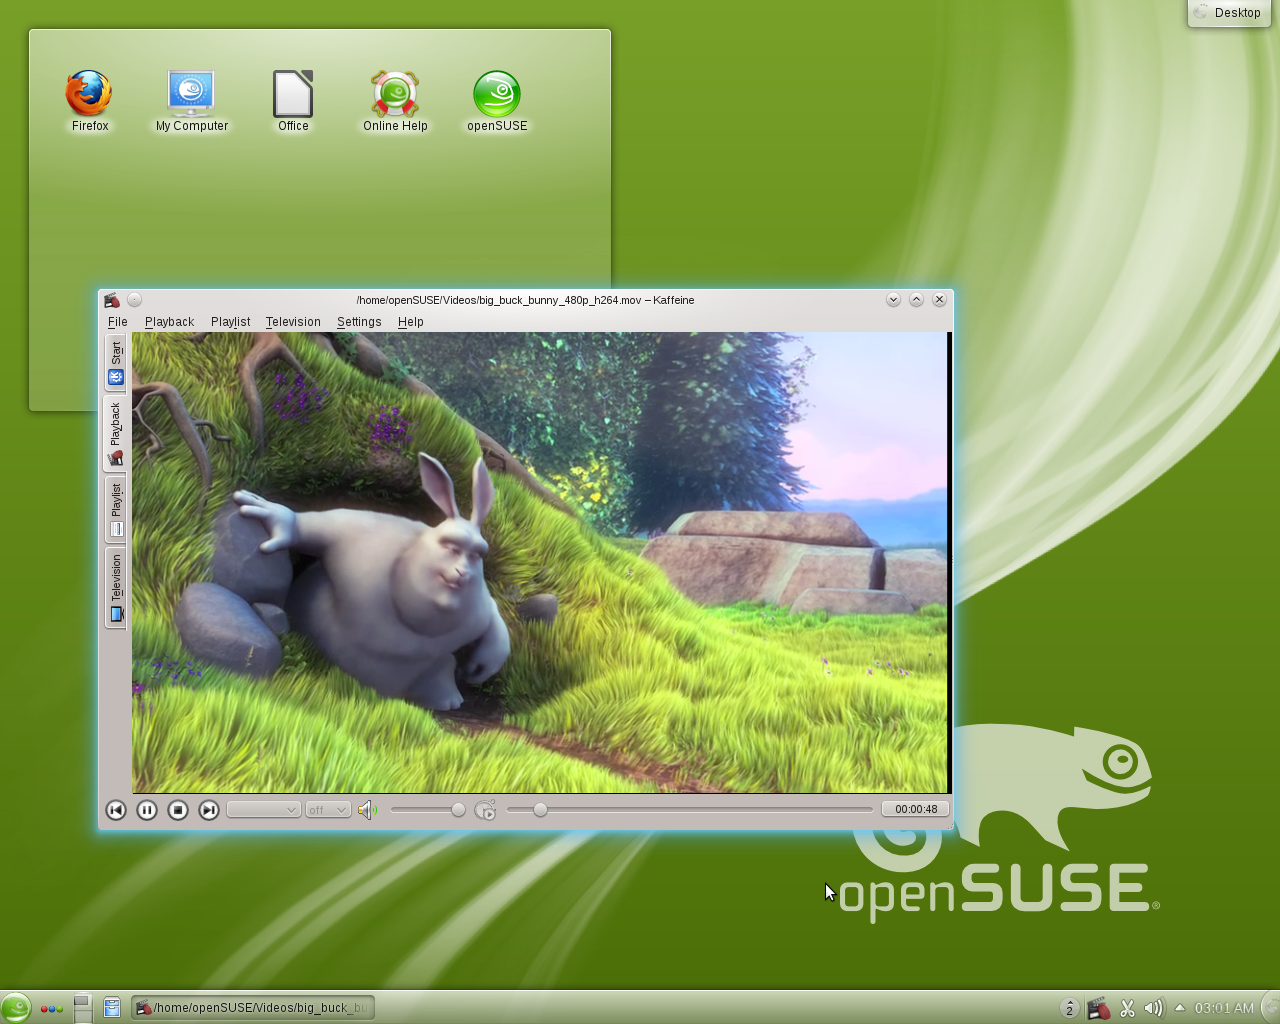 Desktop
Firefox
My Computer
Office
Online Help
openSUSE
/home/openSUSE/Videos/big_buck_bunny_480p_h264.mov – Kaffeine
File Playback Playlist Television Settings Help
Start
Playback
Playlist
Television
off
00:00:48
openSUSE®
/home/openSUSE/Videos/big_buck_bu
2
03:01 AM